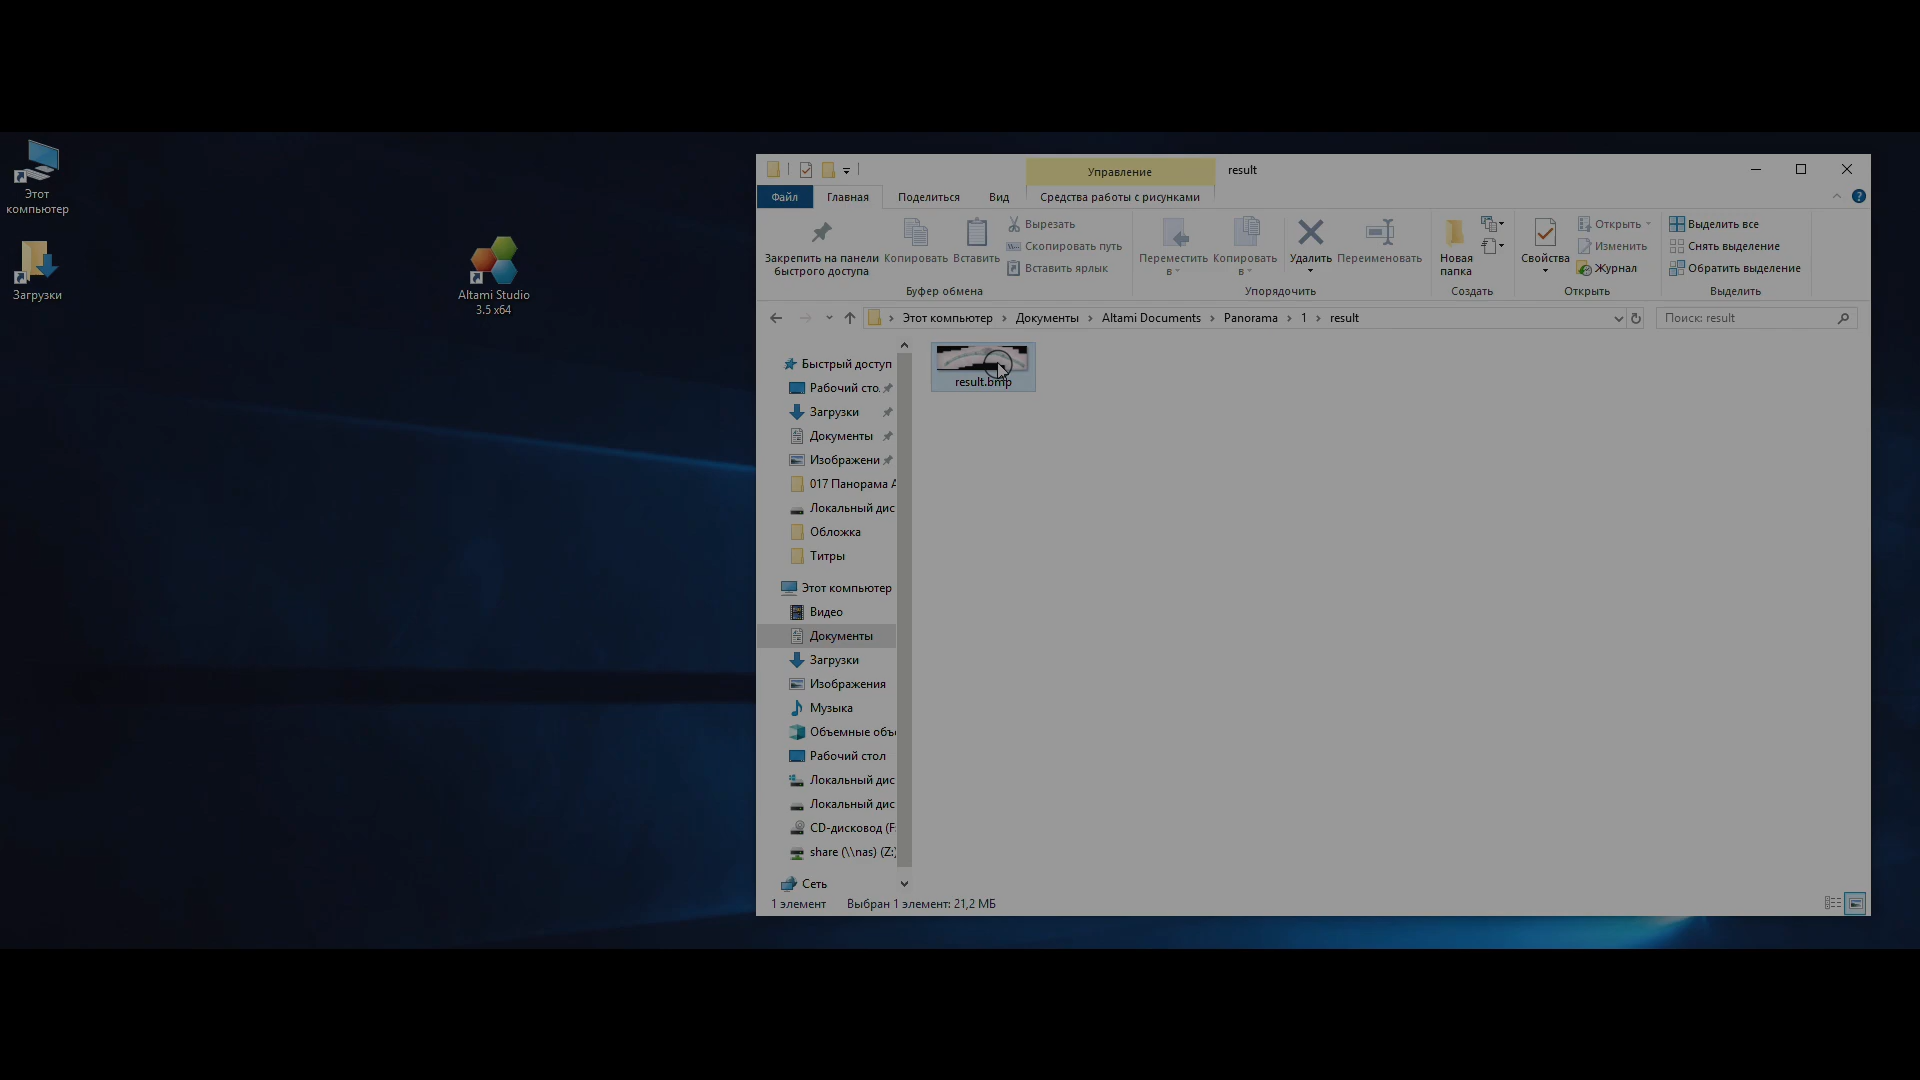 Этот
компьютер
Загрузки
Altami Studio
3.5 x64
Управление
result
Файл
Главная
Поделиться
Вид
Средства работы с рисунками
Закрепить на панели
быстрого доступа
Копировать
Вставить
Вырезать
Скопировать путь
Вставить ярлык
Переместить
в
Копировать
в
Удалить
Переименовать
Новая
папка
Свойства
Открыть
Изменить
Журнал
Выделить все
Снять выделение
Обратить выделение
Буфер обмена
Упорядочить
Создать
Открыть
Выделить
Этот компьютер
Документы
Altami Documents
Panorama
1
result
Поиск: result
result.bmp
Быстрый доступ
Рабочий сто.
Загрузки
Документы
Изображени
017 Панорама A
Локальный дис
Обложка
Титры
Этот компьютер
Видео
Документы
Загрузки
Изображения
Музыка
Объемные объ
Рабочий стол
Локальный дис
Локальный дис
CD-дисковод (F:
share (\\nas) (Z:)
Сеть
1 элемент
Выбран 1 элемент: 21,2 МБ